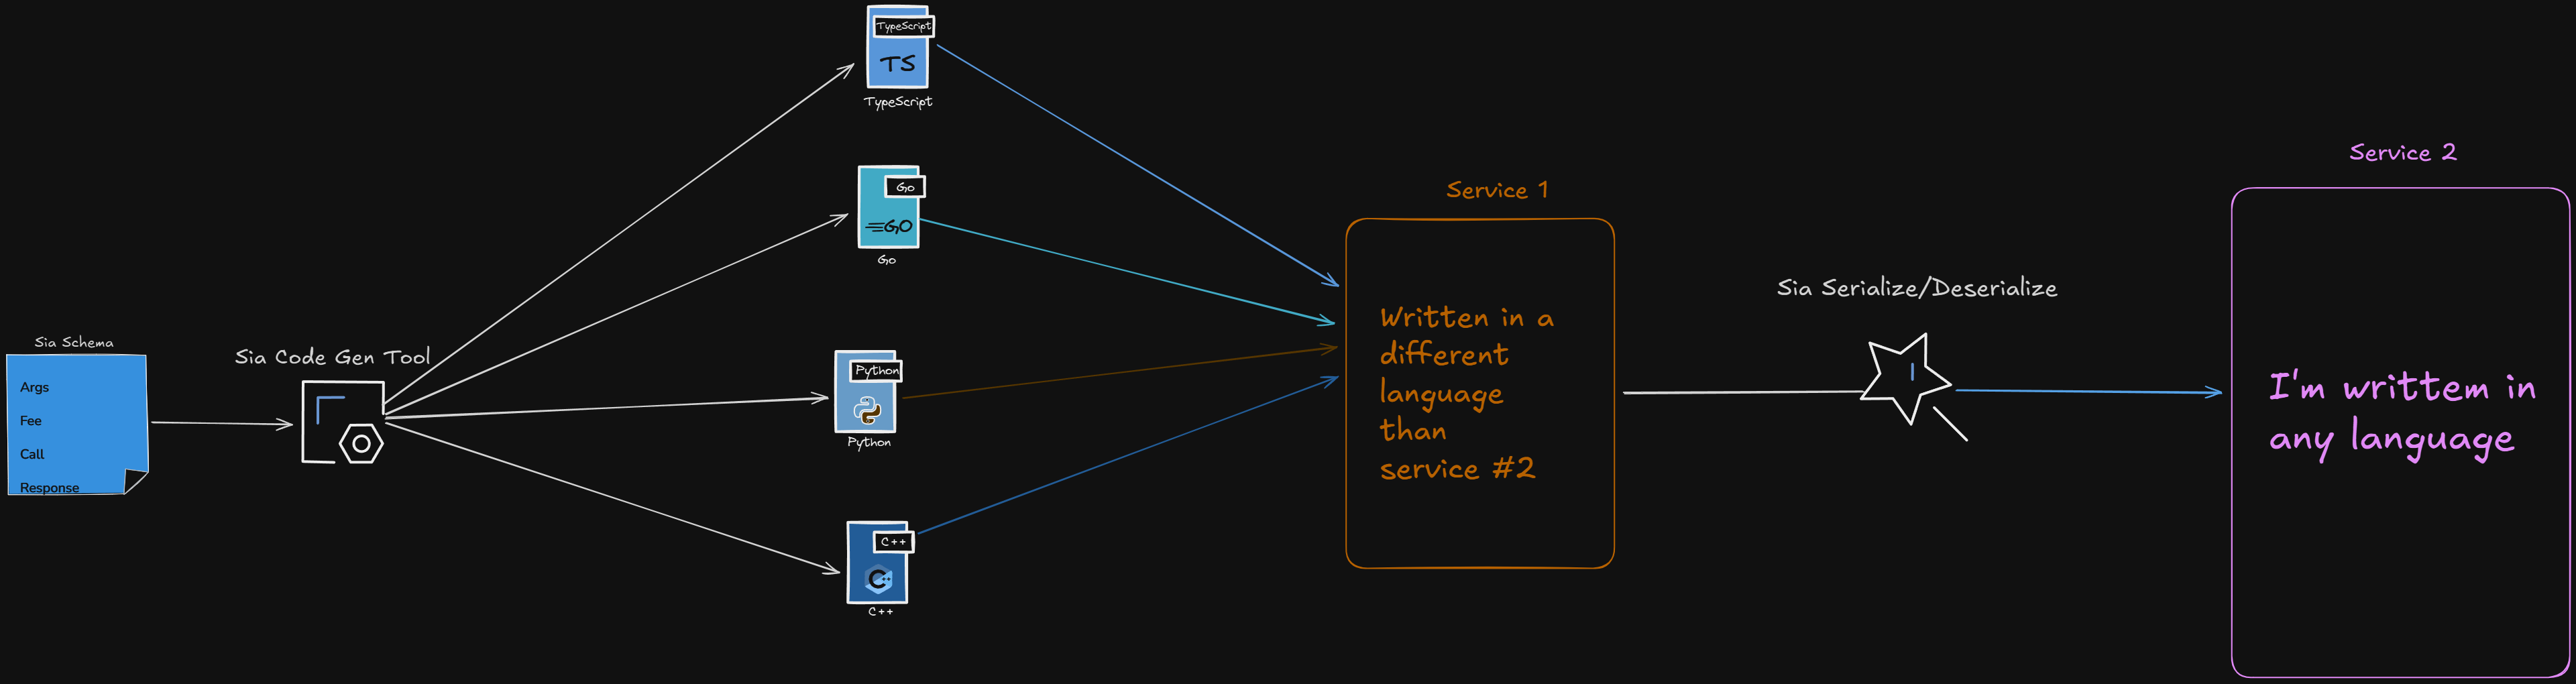 Sia Schema
Args
Fee
Call
Response
Sia Code Gen Tool
TypeScript
TS
TypeScript
Go
GO
Go
Python
Python
C++
C
C++
Service 1
Written in a
different
language
than
service #2
Sia Serialize/Deserialize
Service 2
I'm writtem in
any language